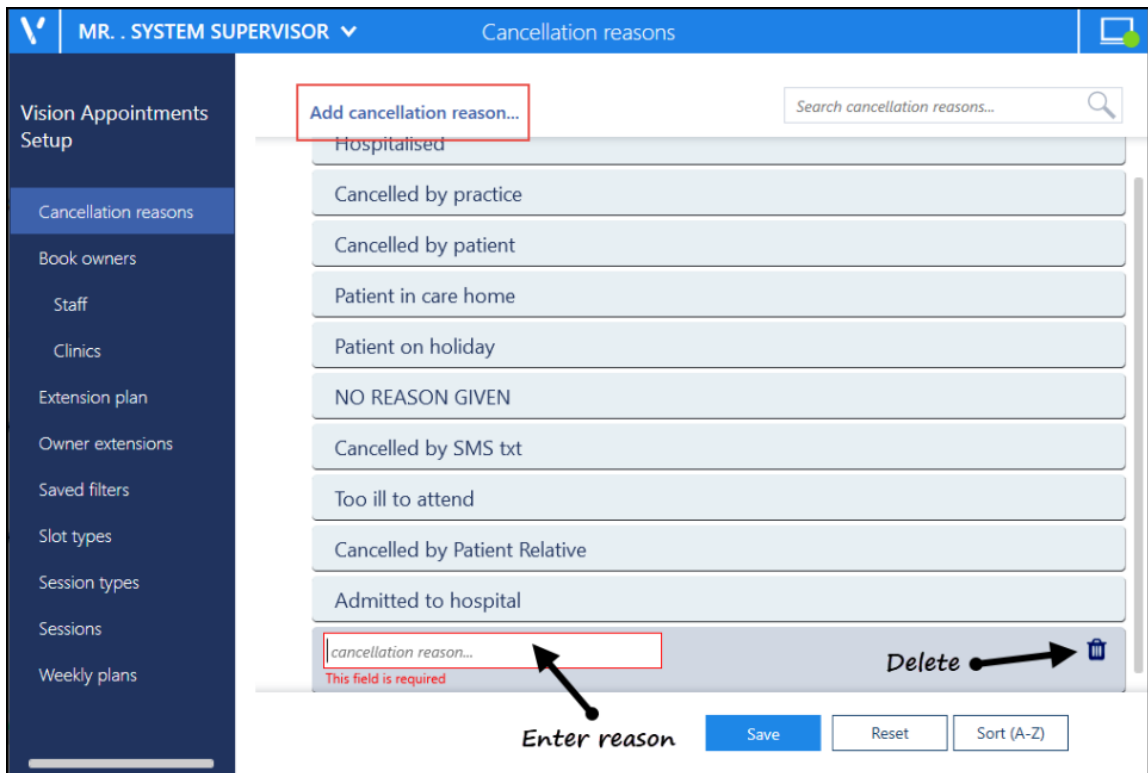 MR. . SYSTEM SUPERVISOR
Cancellation reasons
Vision Appointments
Setup
Cancellation reasons
Book owners
Staff
Clinics
Extension plan
Owner extensions
Saved filters
Slot types
Session types
Sessions
Weekly plans
Add cancellation reason...
Search cancellation reasons...
Hospitalised
Cancelled by practice
Cancelled by patient
Patient in care home
Patient on holiday
NO REASON GIVEN
Cancelled by SMS txt
Too ill to attend
Cancelled by Patient Relative
Admitted to hospital
cancellation reason...
This field is required
Delete
Enter reason
Save
Reset
Sort (A-Z)